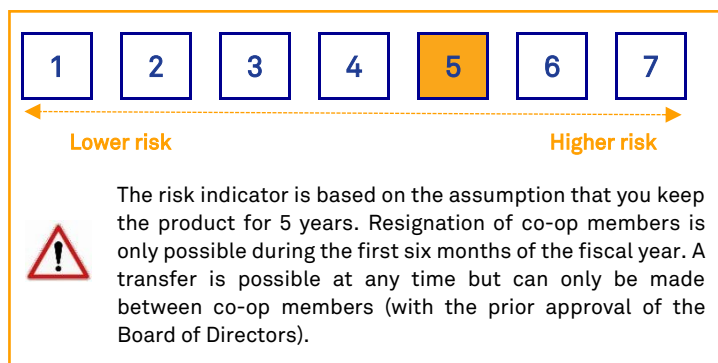 1 2 3 4 5 6 7
Lower risk Higher risk
The risk indicator is based on the assumption that you keep
the product for 5 years. Resignation of co-op members is
only possible during the first six months of the fiscal year. A
transfer is possible at any time but can only be made
between co-op members (with the prior approval of the
Board of Directors).